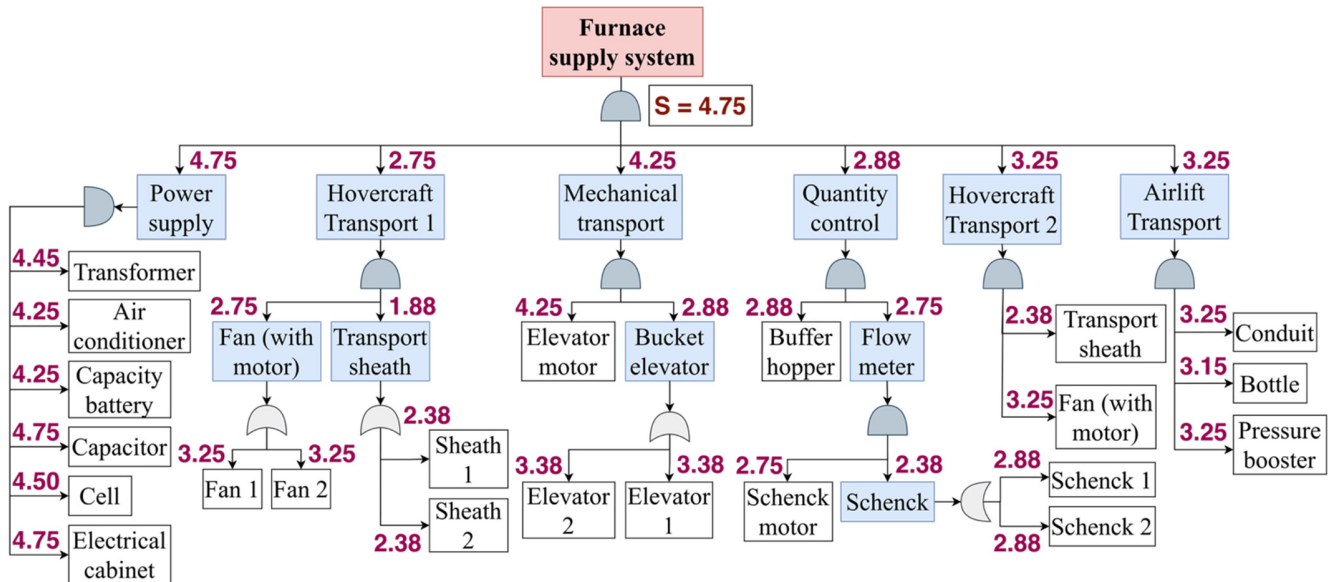 Furnace
supply system
S = 4.75
4.75
2.75
4.25
2.88
3.25
3.25
Power
supply
Hovercraft
Transport 1
Mechanical
transport
Quantity
control
Hovercraft
Transport 2
Airlift
Transport
4.45
Transformer
4.25
Air
conditioner
4.25
Capacity
battery
4.75
Capacitor
4.50
Cell
4.75
Electrical
cabinet
2.75
Fan (with
motor)
1.88
Transport
sheath
3.25
Fan 1
3.25
Fan 2
2.38
Sheath
1
2.38
Sheath
2
4.25
Elevator
motor
2.88
Bucket
elevator
3.38
Elevator
2
3.38
Elevator
1
2.88
Buffer
hopper
2.75
Flow
meter
2.75
Schenck
motor
2.38
Schenck
2.88
Schenck 1
2.88
Schenck 2
2.38
Transport
sheath
3.25
Fan (with
motor)
3.25
Conduit
3.15
Bottle
3.25
Pressure
booster